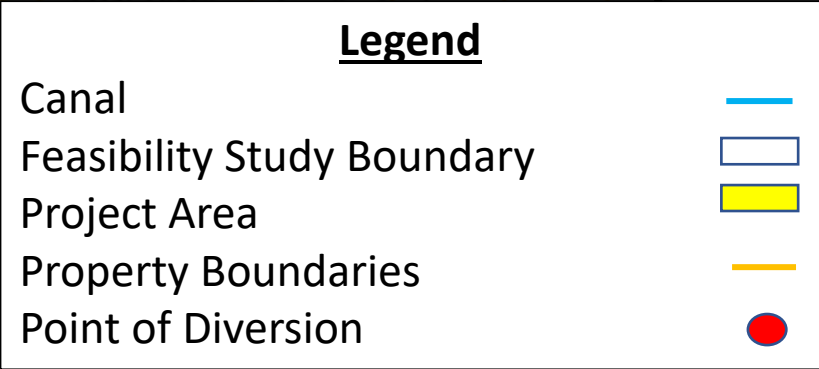 Legend
Canal
Feasibility Study Boundary
Project Area
Property Boundaries
Point of Diversion